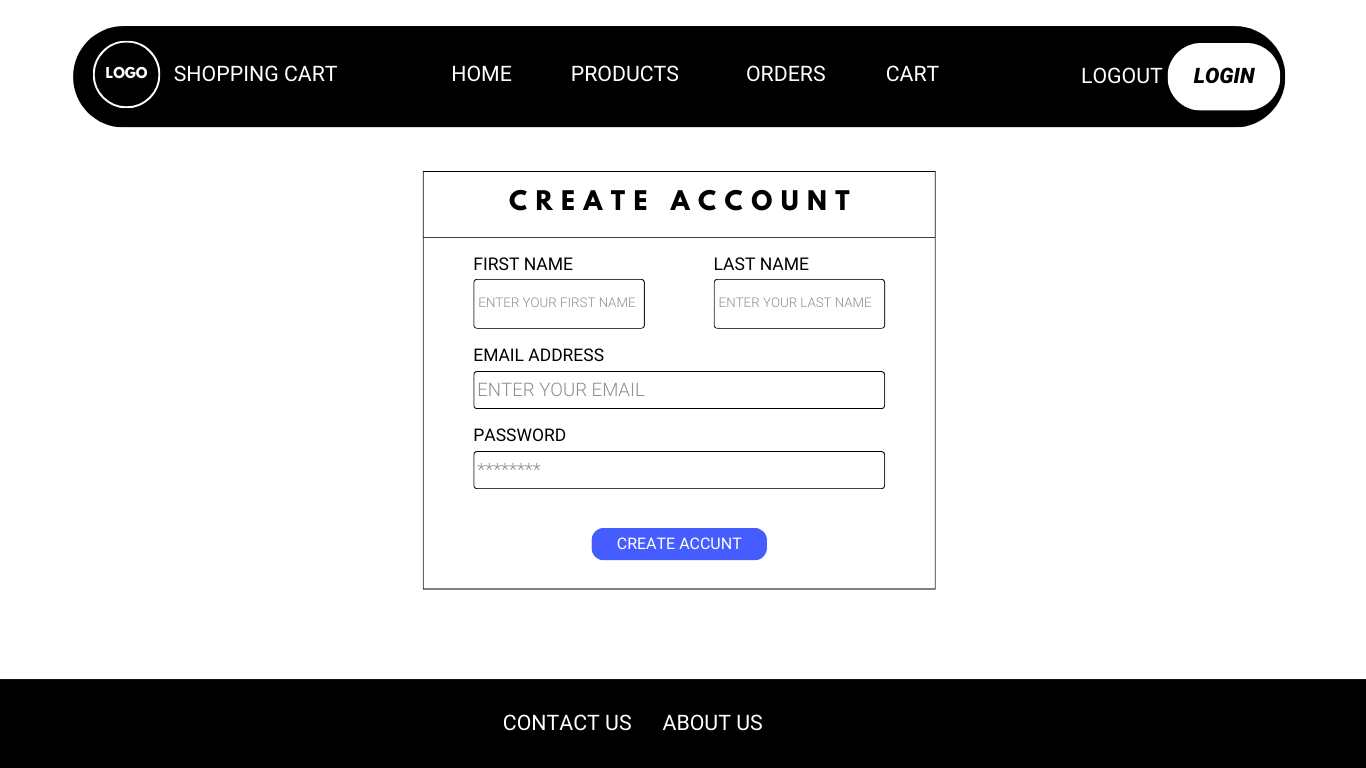 LOGO SHOPPING CART HOME PRODUCTS ORDERS CART LOGOUT LOGIN
CREATE ACCOUNT
FIRST NAME LAST NAME
ENTER YOUR FIRST NAME ENTER YOUR LAST NAME
EMAIL ADDRESS
ENTER YOUR EMAIL
PASSWORD
********
CREATE ACCUNT
CONTACT US ABOUT US